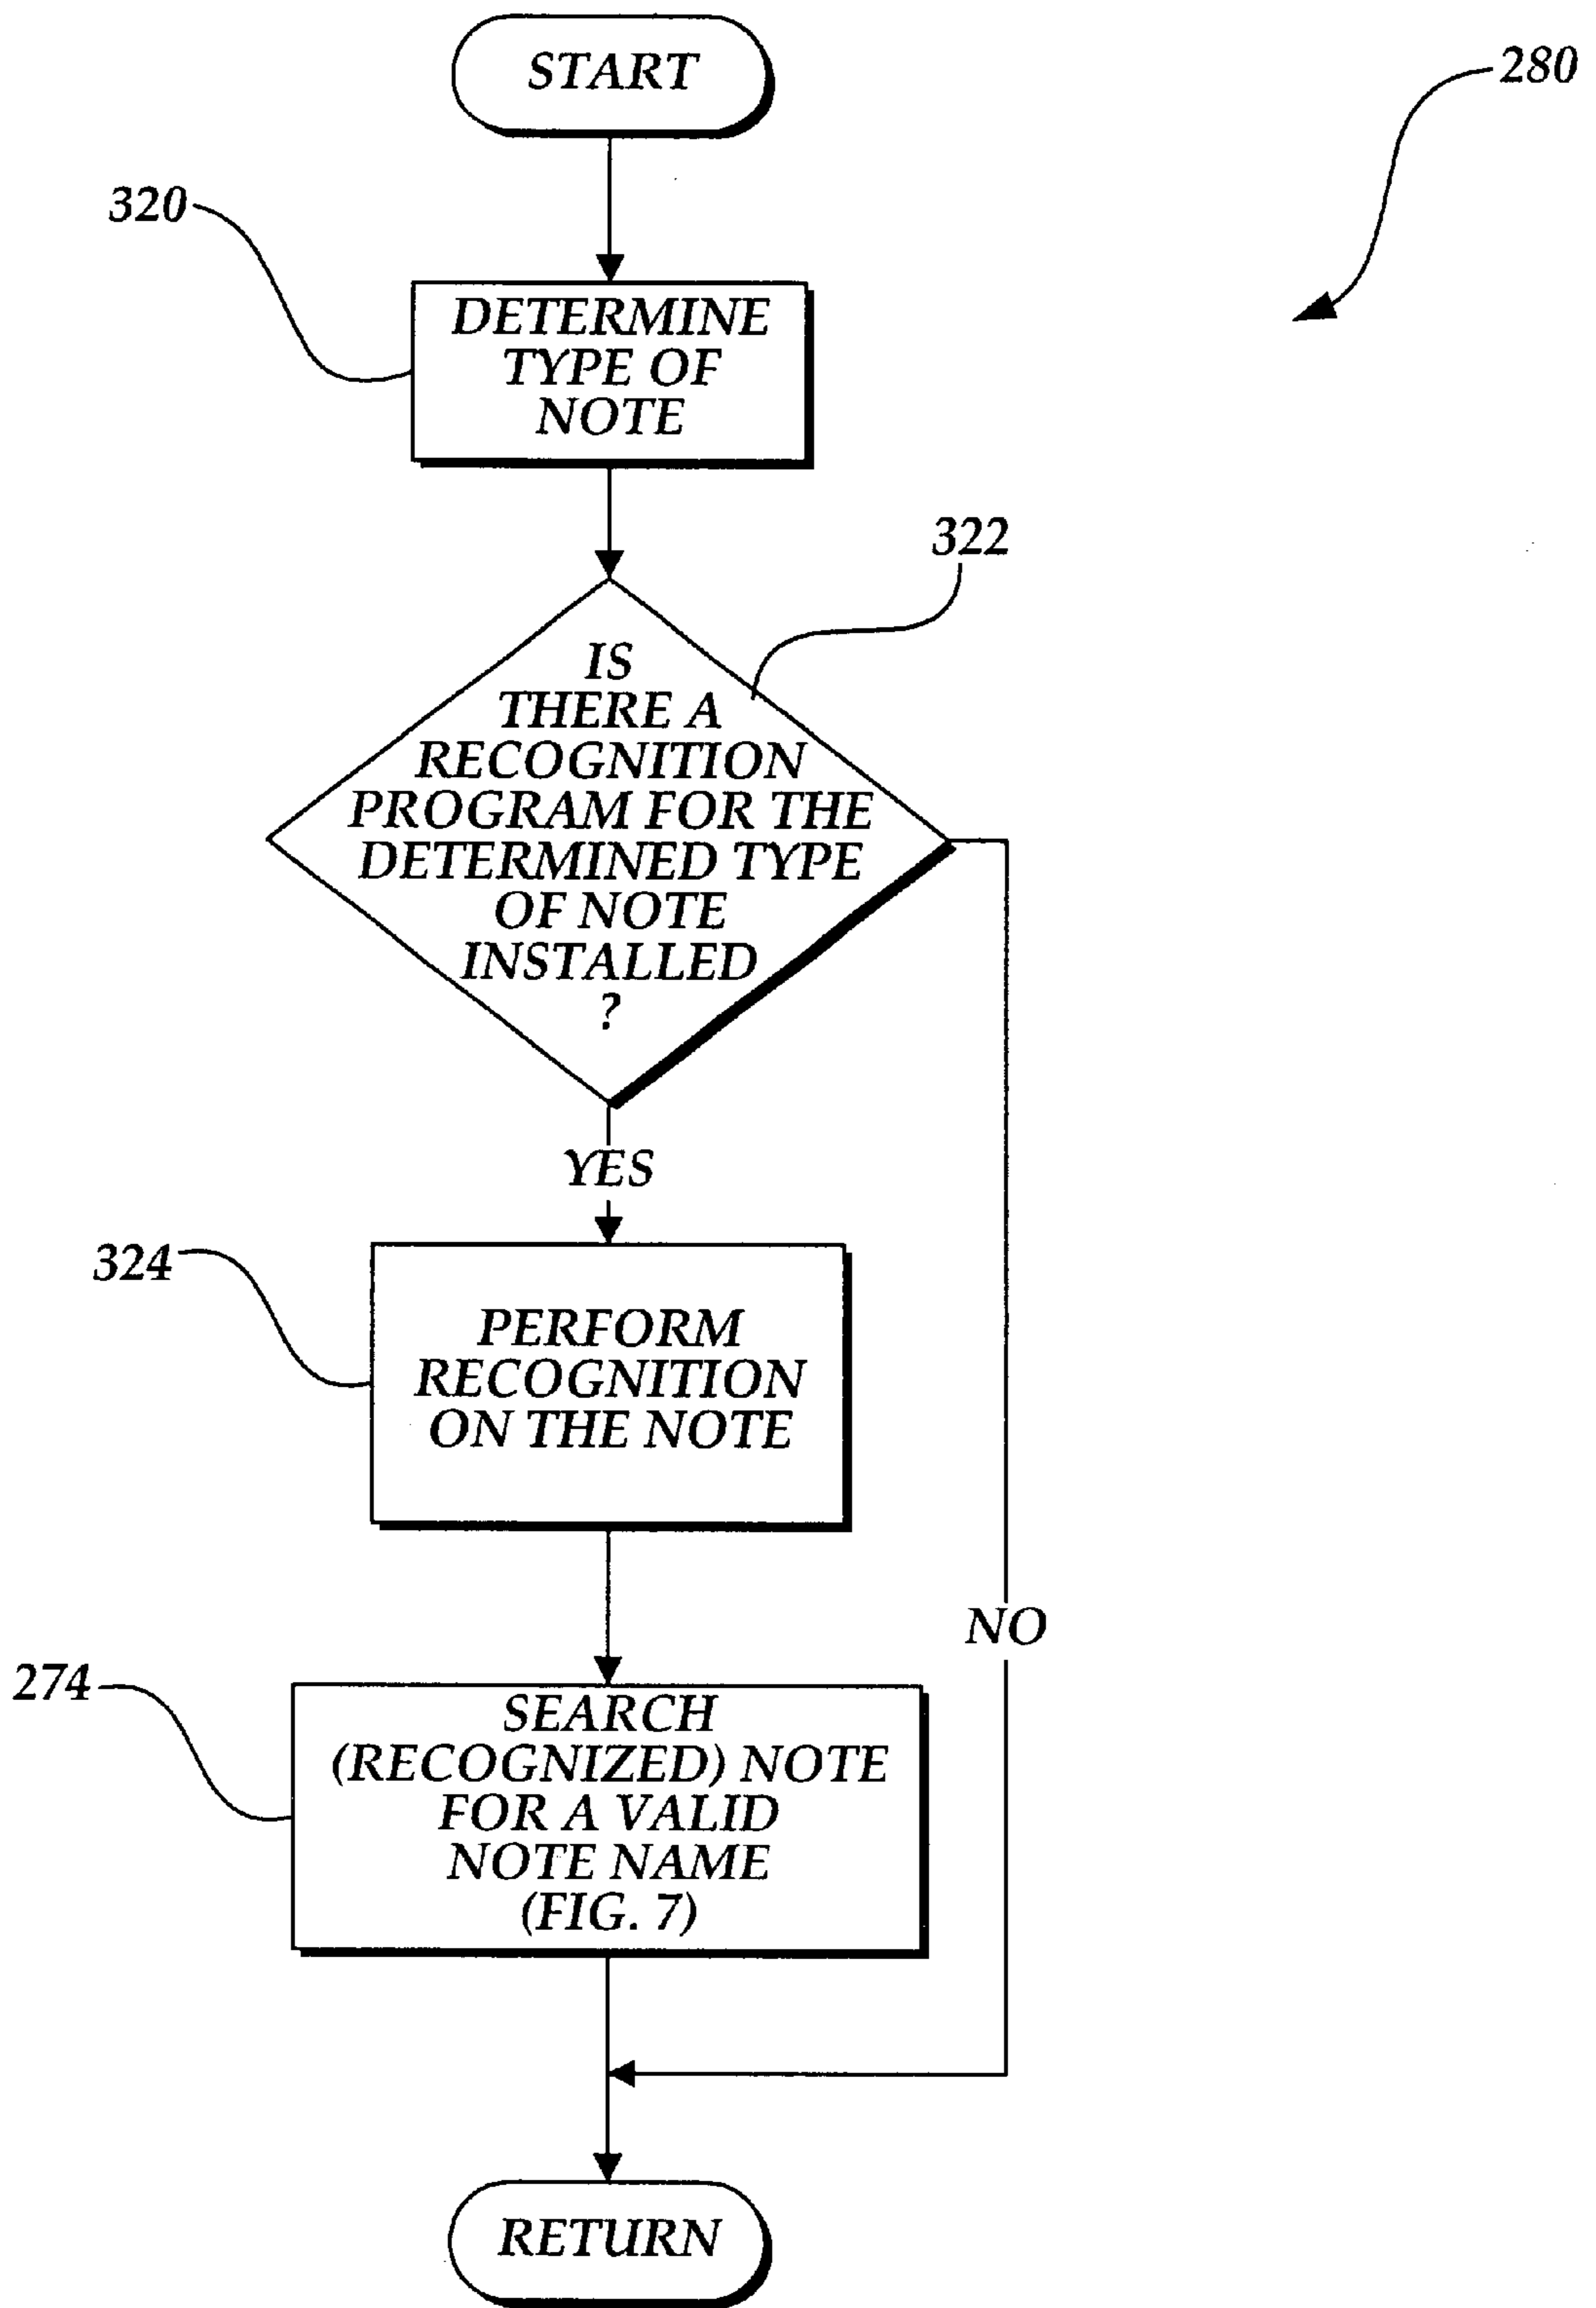 START
280
320
DETERMINE
TYPE OF
NOTE
322
IS
THERE A
RECOGNITION
PROGRAM FOR THE
DETERMINED TYPE
OF NOTE
INSTALLED
?
YES
324
PERFORM
RECOGNITION
ON THE NOTE
NO
274
SEARCH
(RECOGNIZED) NOTE
FOR A VALID
NOTE NAME
(FIG. 7)
RETURN